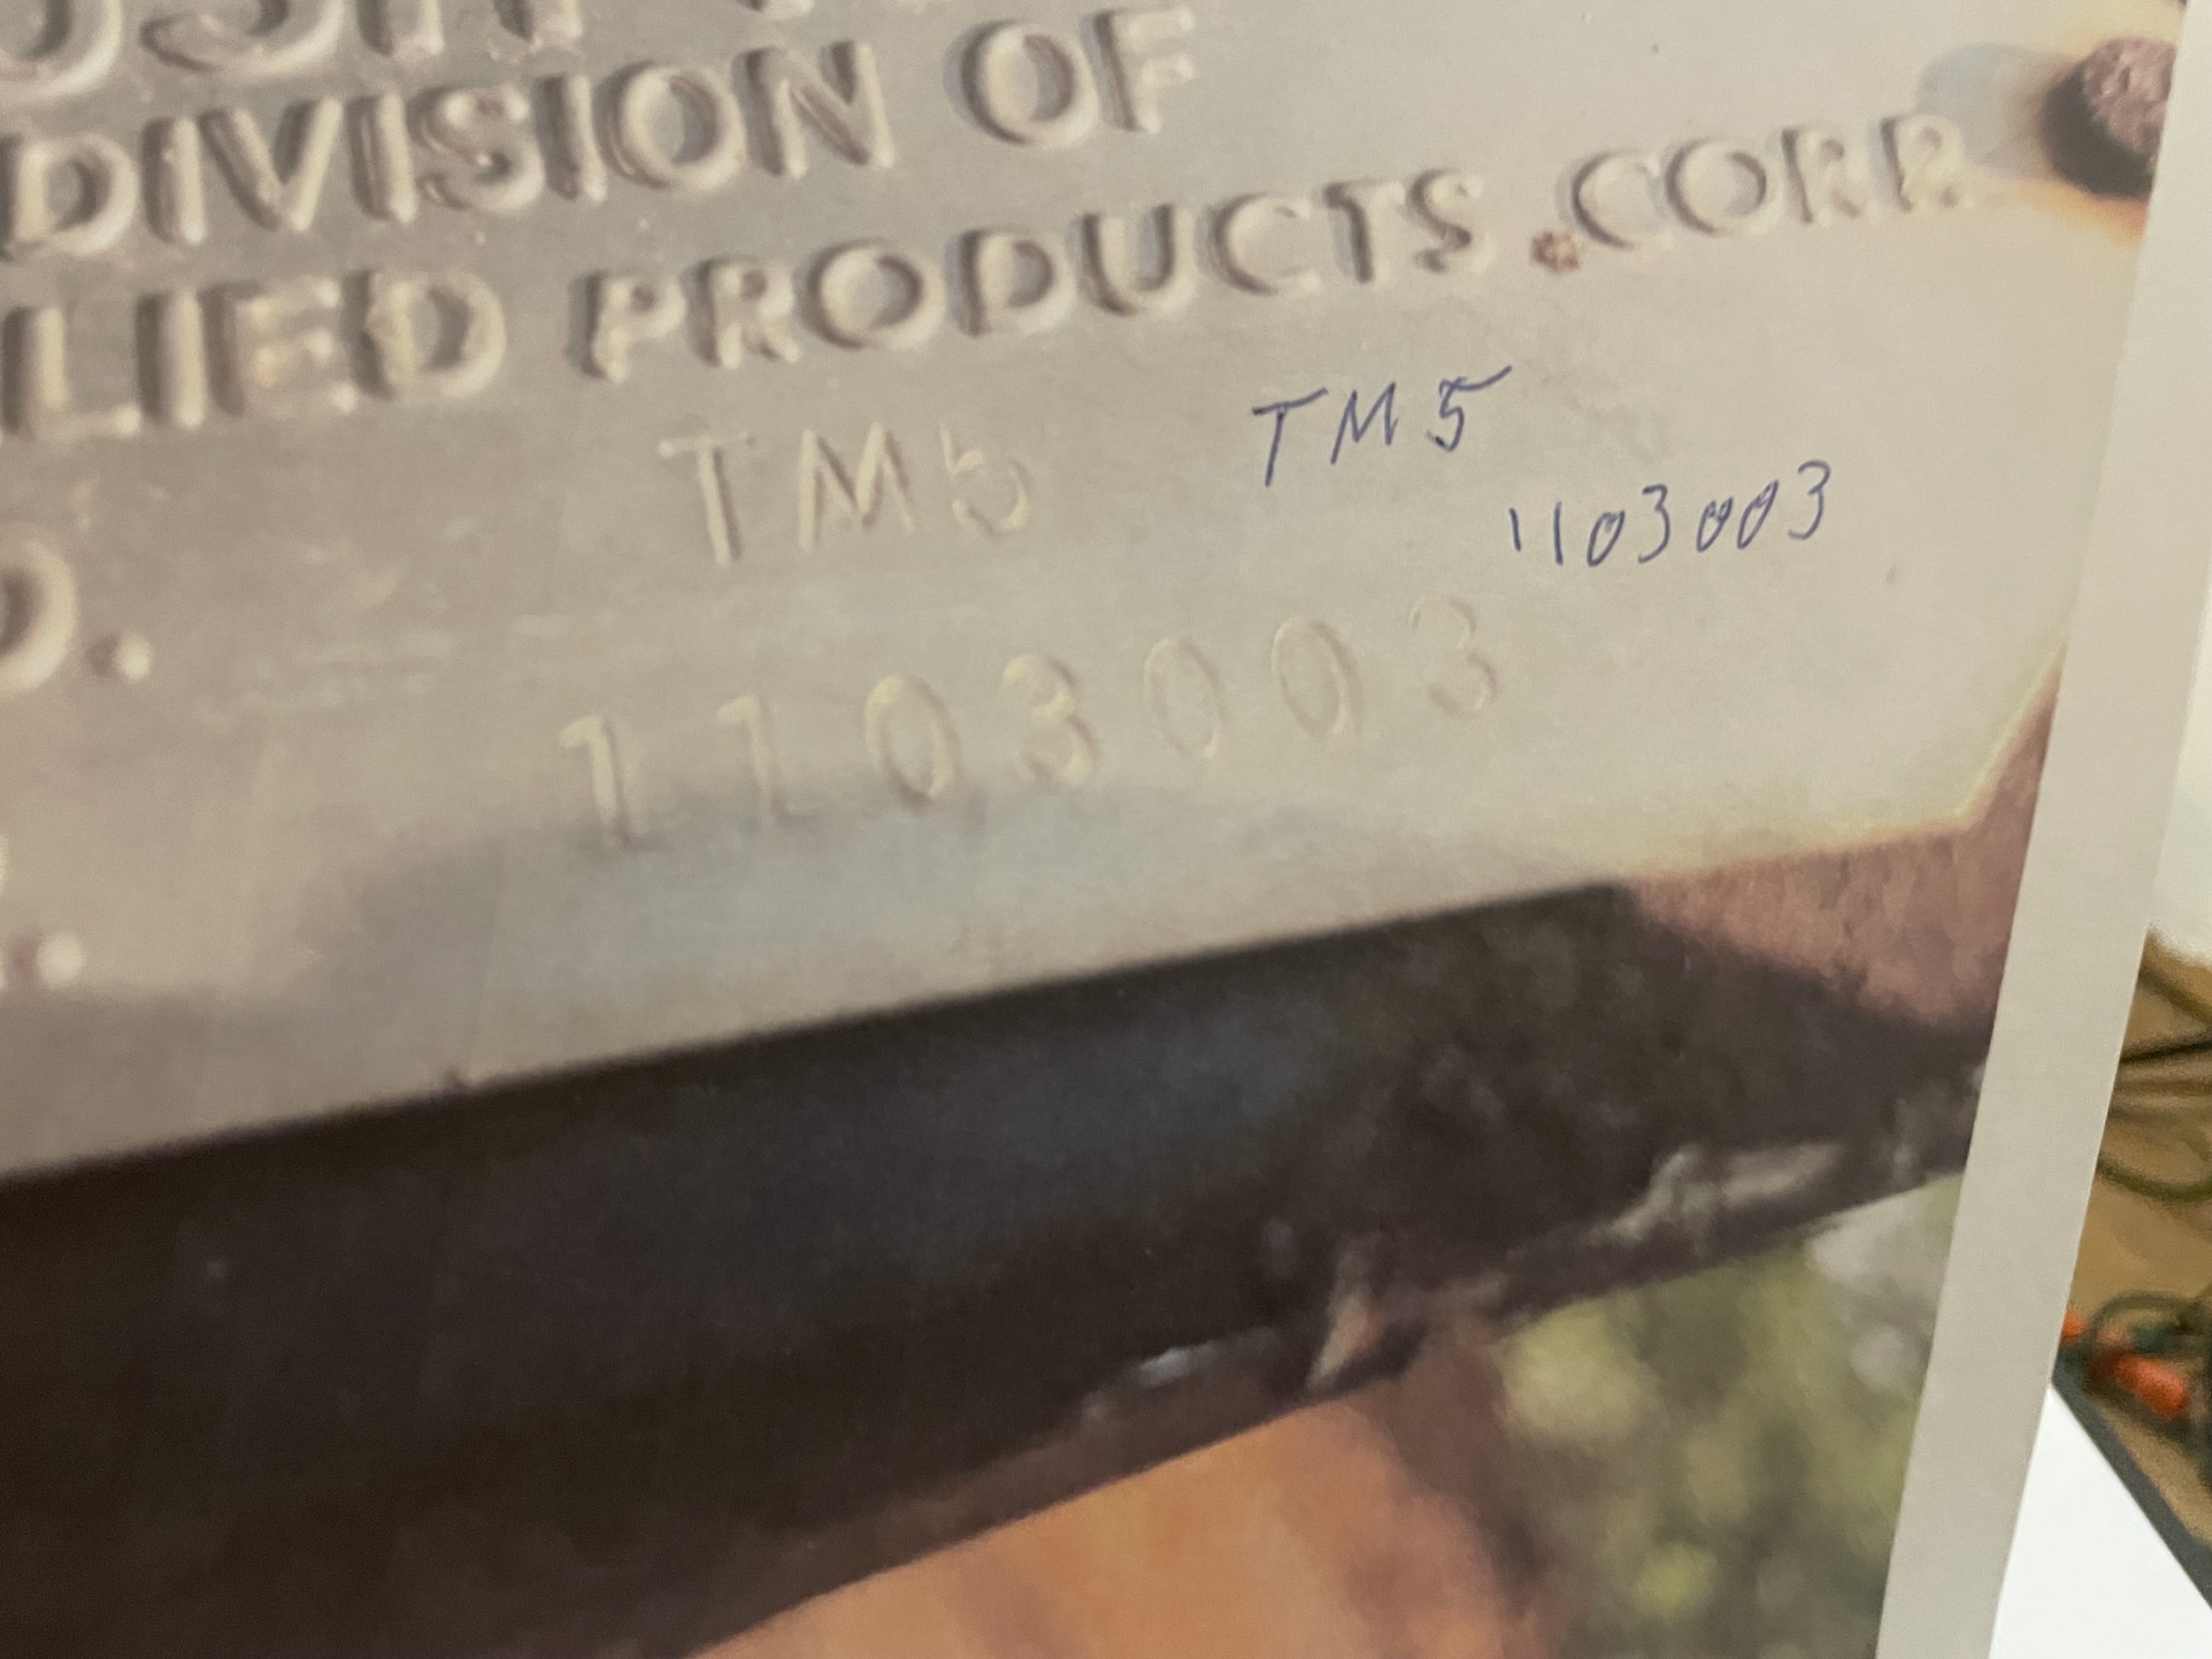 DIVISION OF
LIED PRODUCTS.CORP.
TM5 TM5
1103003
1103003